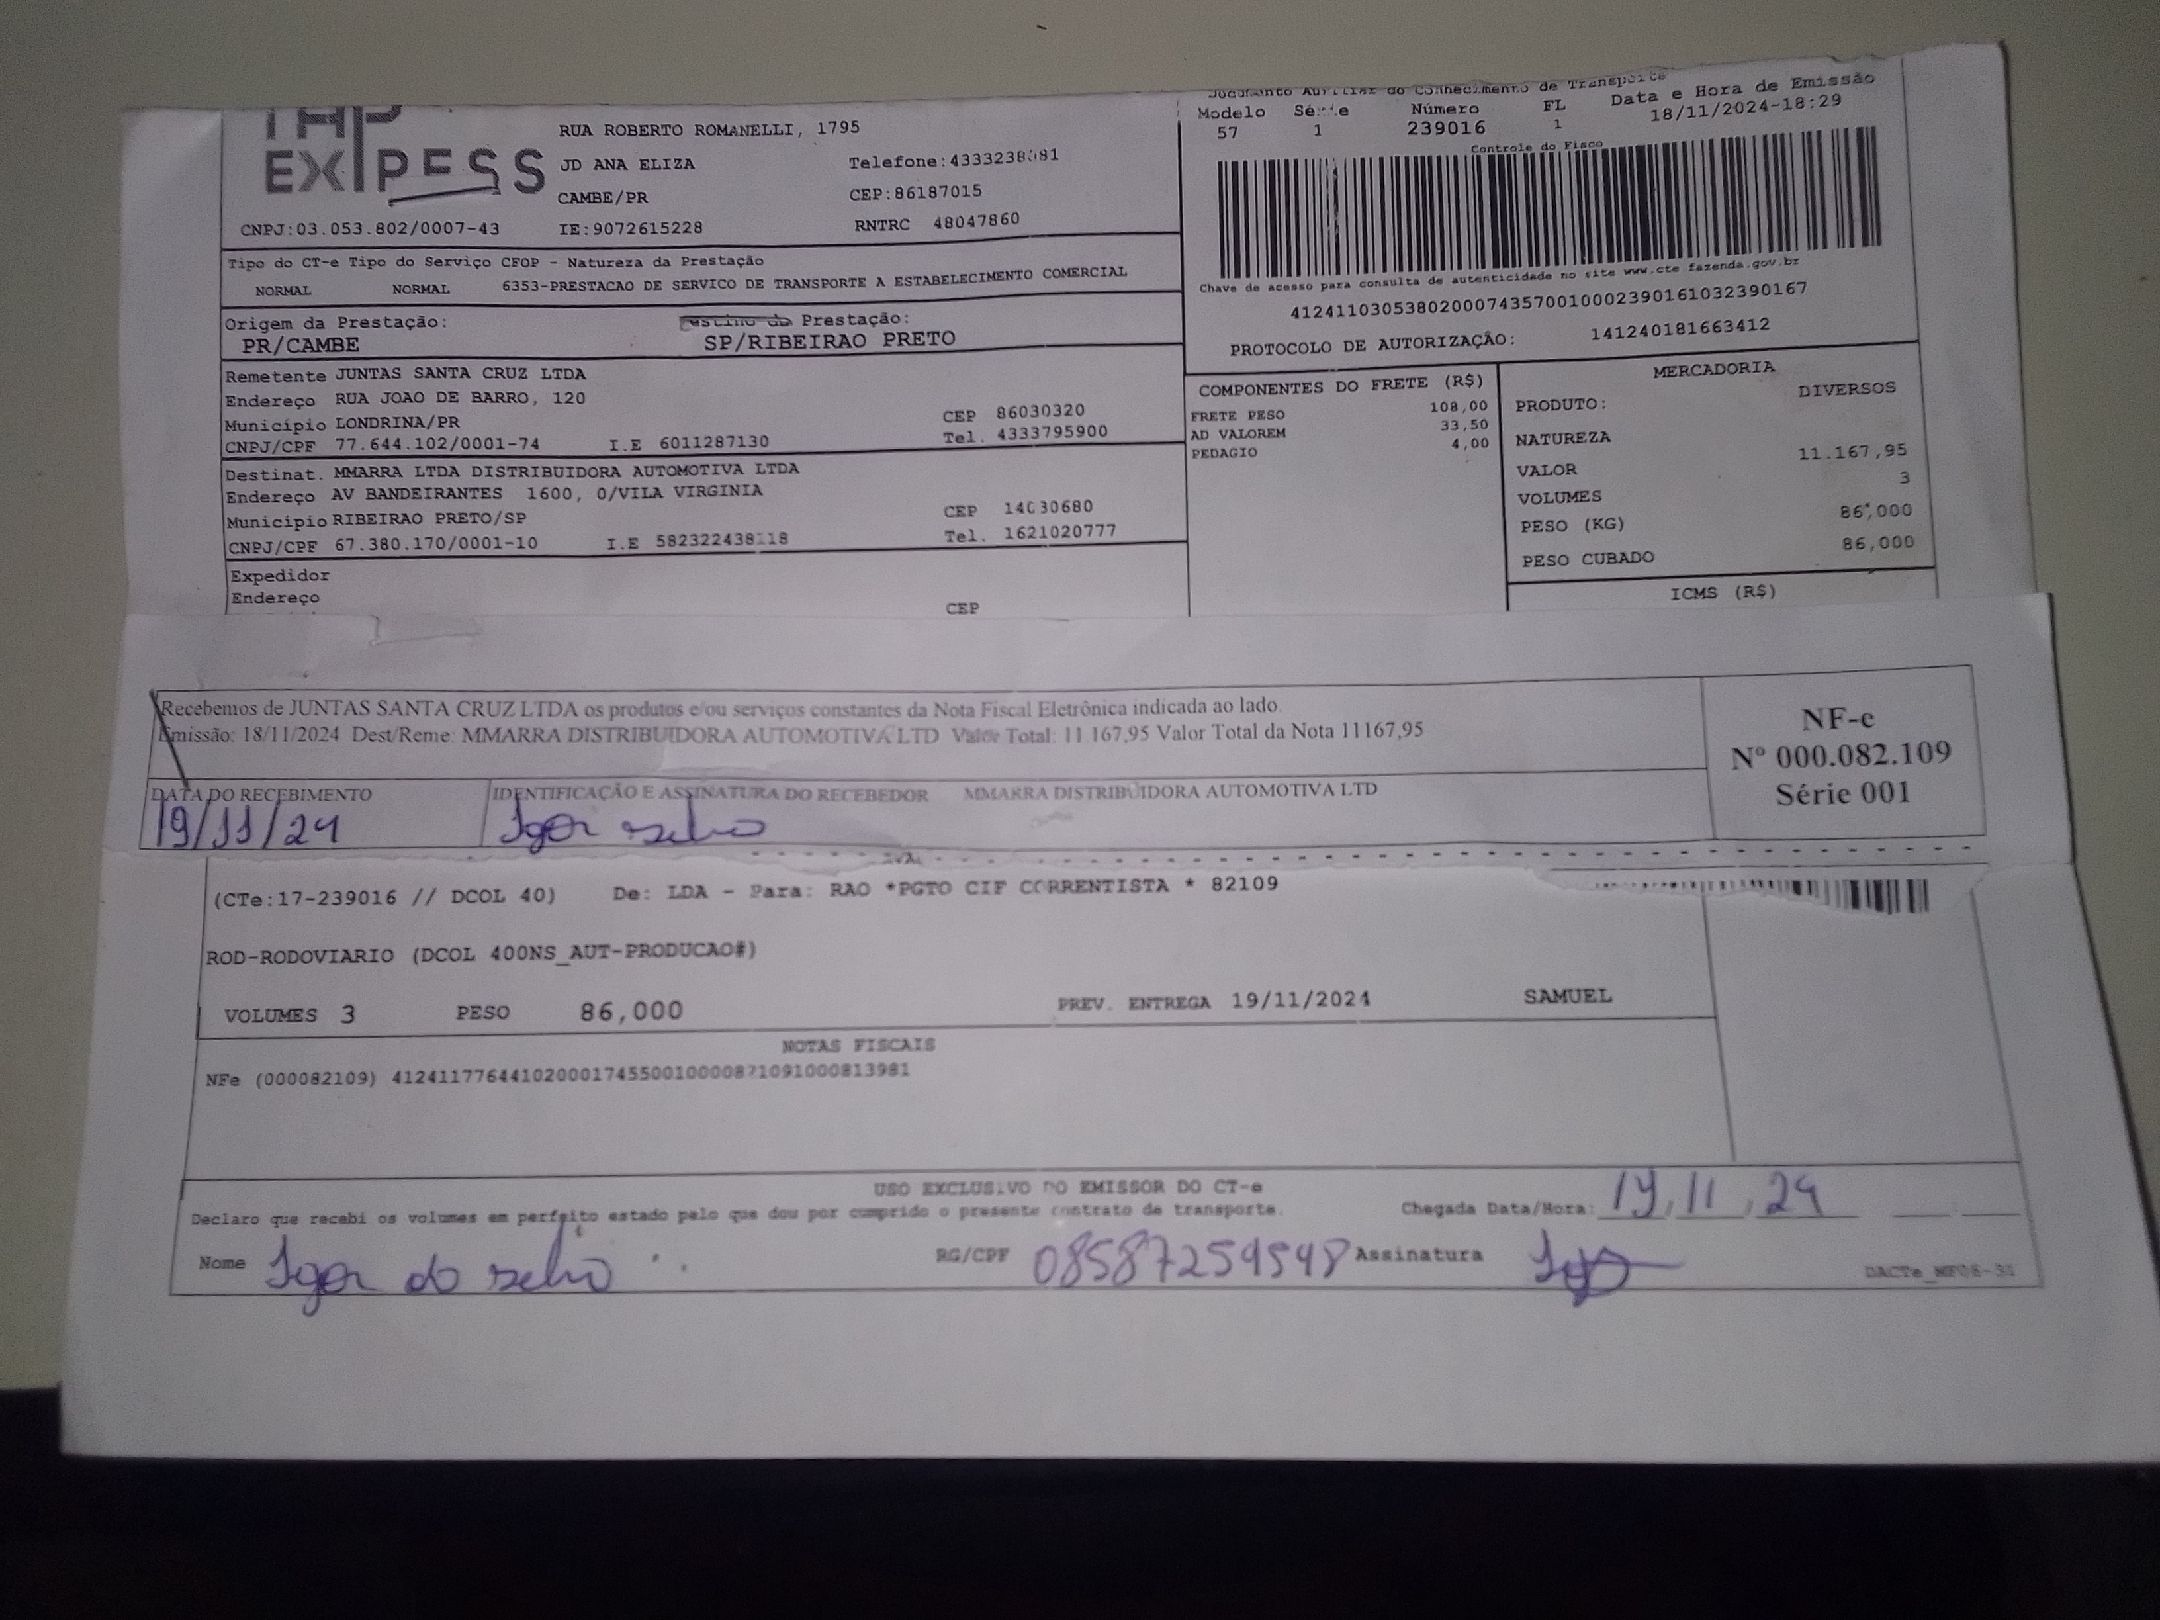 EXPESS
RUA ROBERTO ROMANELLI, 1795
JD ANA ELIZA
Telefone:4333238
CAMBE/PR
CEP:86187015
CNPJ:03.053.802/0007-43
IE:9072615228
RNTRC 48047860
Documento Auxiliar do Conhecimento de Transporte
Modelo Série Número FL Data e Hora de Emissão
57 1 239016 1 18/11/2024-18:29
Controle do Fisco
Chave de acesso para consulta de autenticidade no site www.cte fazenda.gov.br
41241103053802000743570010002390161032390167
PROTOCOLO DE AUTORIZAÇÃO: 141240181663412
Tipo do CT-e Tipo do Serviço CFOP - Natureza da Prestação
NORMAL NORMAL 6353-PRESTACAO DE SERVICO DE TRANSPORTE A ESTABELECIMENTO COMERCIAL
Origem da Prestação: Prestação:
PR/CAMBE SP/RIBEIRAO PRETO
Remetente JUNTAS SANTA CRUZ LTDA
Endereço RUA JOAO DE BARRO, 120
Município LONDRINA/PR CEP 86030320
CNPJ/CPF 77.644.102/0001-74 I.E 6011287130 Tel. 4333795900
Destinat. MMARRA LTDA DISTRIBUIDORA AUTOMOTIVA LTDA
Endereço AV BANDEIRANTES 1600, 0/VILA VIRGINIA
Município RIBEIRAO PRETO/SP CEP 14030680
CNPJ/CPF 67.380.170/0001-10 I.E 582322438118 Tel. 1621020777
Expedidor
Endereço
CEP
COMPONENTES DO FRETE (R$)
FRETE PESO 108,00
AD VALOREM 33,50
PEDAGIO 4,00
MERCADORIA
PRODUTO: DIVERSOS
NATUREZA
VALOR 11.167,95
VOLUMES 3
PESO (KG) 86,000
PESO CUBADO 86,000
ICMS (R$)
Recebemos de JUNTAS SANTA CRUZ LTDA os produtos e/ou serviços constantes da Nota Fiscal Eletrônica indicada ao lado.
Emissão: 18/11/2024 Dest/Reme: MMARRA DISTRIBUIDORA AUTOMOTIVA LTD Valor Total: 11.167,95 Valor Total da Nota 11167,95
NF-e
Nº 000.082.109
Série 001
DATA DO RECEBIMENTO
19/11/24
IDENTIFICAÇÃO E ASSINATURA DO RECEBEDOR MMARRA DISTRIBUIDORA AUTOMOTIVA LTD
Igor
(CTe:17-239016 // DCOL 40) De: LDA - Para: RAO *PGTO CIF CORRENTISTA * 82109
ROD-RODOVIARIO (DCOL 400NS_AUT-PRODUCAO#)
VOLUMES 3 PESO 86,000 PREV. ENTREGA 19/11/2024 SAMUEL
NOTAS FISCAIS
NFe (000082109) 41241177644102000174550010000821091000813981
USO EXCLUSIVO DO EMISSOR DO CT-e
Declaro que recebi os volumes em perfeito estado pelo que dou por cumprido o presente contrato de transporte.
Chegada Data/Hora: 19/11/24
Nome Igor do
RG/CPF 08587259548 Assinatura